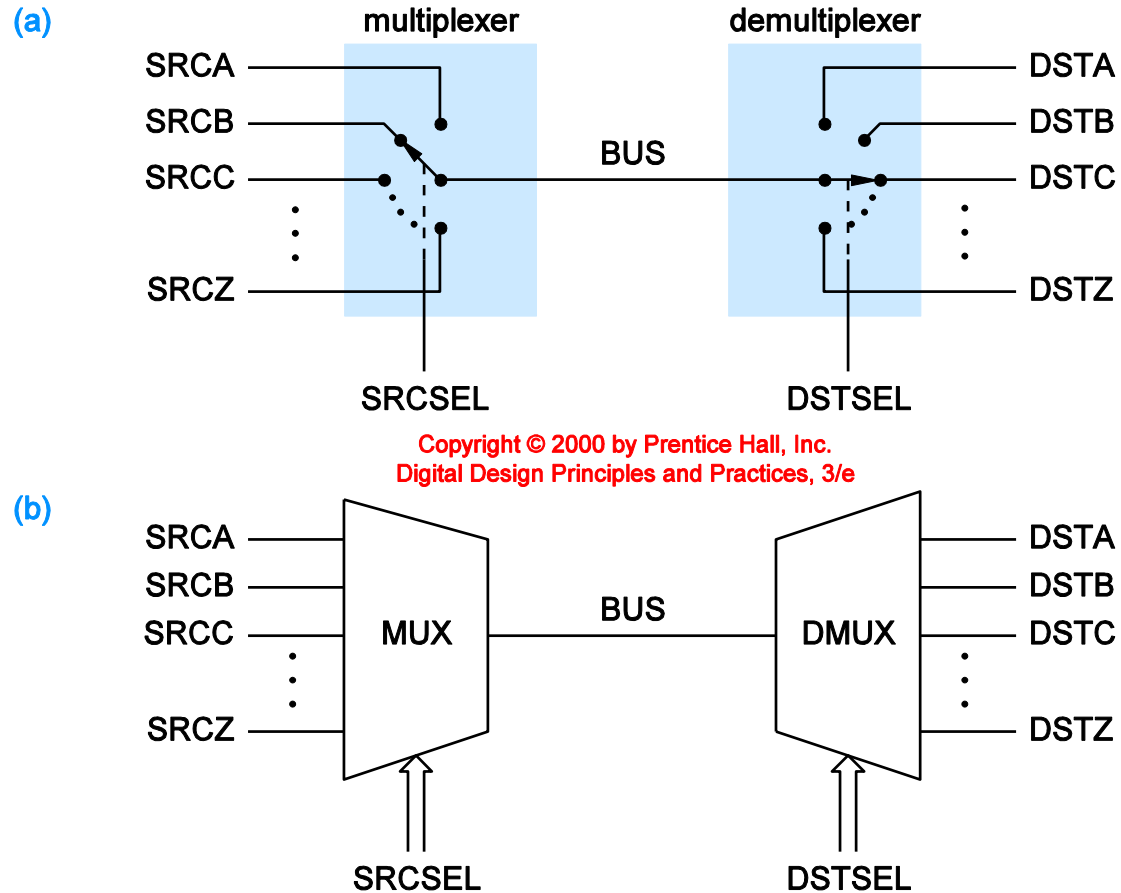 (a)
multiplexer
demultiplexer
SRCA
DSTA
SRCB
DSTB
BUS
SRCC
DSTC
SRCZ
DSTZ
SRCSEL
DSTSEL
Copyright © 2000 by Prentice Hall, Inc.
Digital Design Principles and Practices, 3/e
(b)
SRCA
DSTA
SRCB
DSTB
BUS
SRCC
MUX
DMUX
DSTC
SRCZ
DSTZ
SRCSEL
DSTSEL